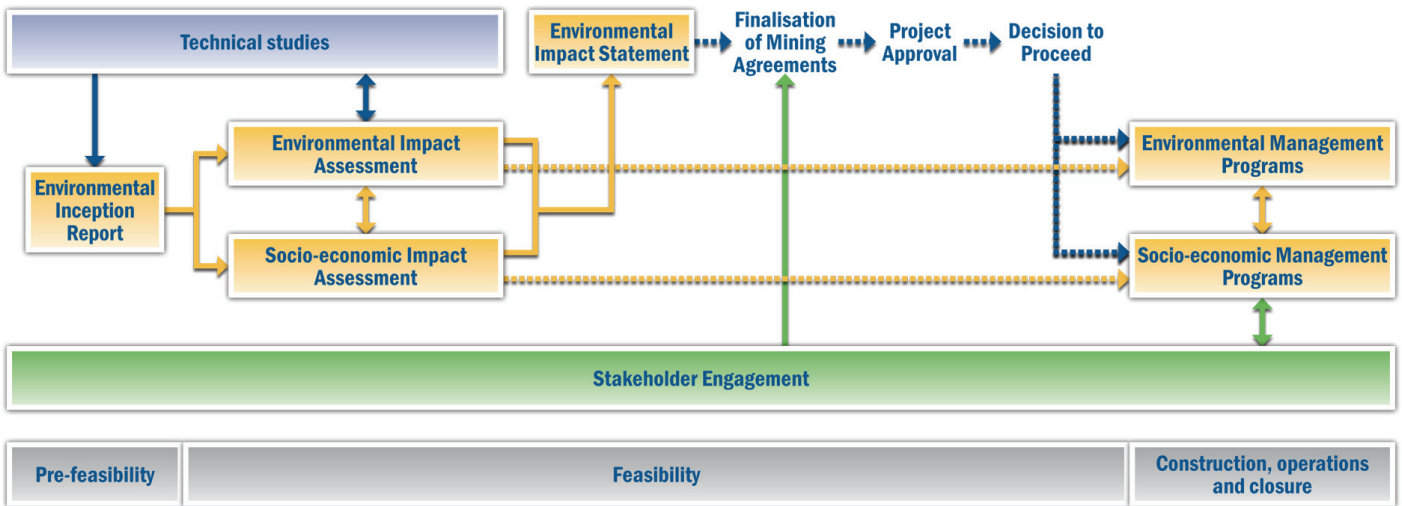 Technical studies
Environmental
Impact Statement
Finalisation
of Mining
Agreements
Project
Approval
Decision to
Proceed
Environmental Impact
Assessment
Environmental Management
Programs
Environmental
Inception
Report
Socio-economic Impact
Assessment
Socio-economic Management
Programs
Stakeholder Engagement
Pre-feasibility
Feasibility
Construction, operations
and closure